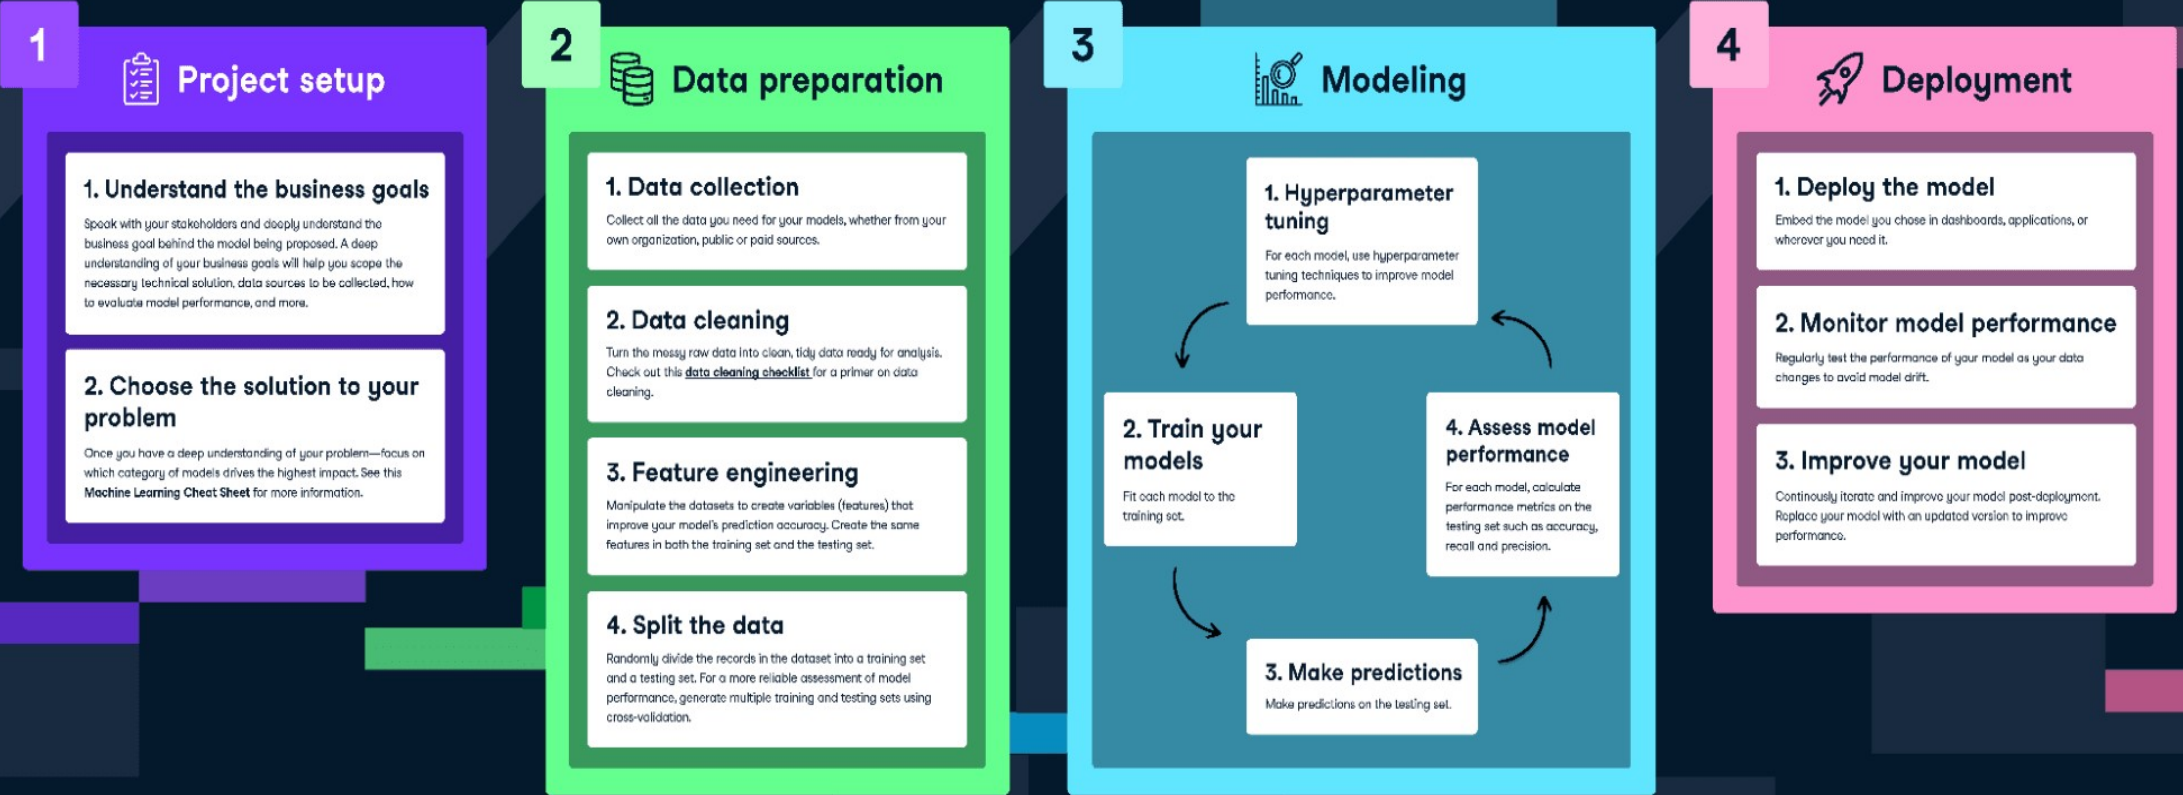 1
Project setup
1. Understand the business goals
Speak with your stakeholders and deeply understand the
business goal behind the model being proposed. A deep
understanding of your business goals will help you scope the
necessary technical solution, data sources to be collected, how
to evaluate model performance, and more.
2. Choose the solution to your
problem
Once you have a deep understanding of your problem—focus on
which category of models drives the highest impact. See this
Machine Learning Cheat Sheet for more information.
2
Data preparation
1. Data collection
Collect all the data you need for your models, whether from your
own organization, public or paid sources.
2. Data cleaning
Turn the messy raw data into clean, tidy data ready for analysis.
Check out this data cleaning checklist for a primer on data
cleaning.
3. Feature engineering
Manipulate the datasets to create variables (features) that
improve your model's prediction accuracy. Create the same
features in both the training set and the testing set.
4. Split the data
Randomly divide the records in the dataset into a training set
and a testing set. For a more reliable assessment of model
performance, generate multiple training and testing sets using
cross-validation.
3
Modeling
1. Hyperparameter
tuning
For each model, use hyperparameter
tuning techniques to improve model
performance.
2. Train your
models
Fit each model to the
training set.
3. Make predictions
Make predictions on the testing set.
4. Assess model
performance
For each model, calculate
performance metrics on the
testing set such as accuracy,
recall and precision.
4
Deployment
1. Deploy the model
Embed the model you chose in dashboards, applications, or
wherever you need it.
2. Monitor model performance
Regularly test the performance of your model as your data
changes to avoid model drift.
3. Improve your model
Continously iterate and improve your model post-deployment.
Replace your model with an updated version to improve
performance.